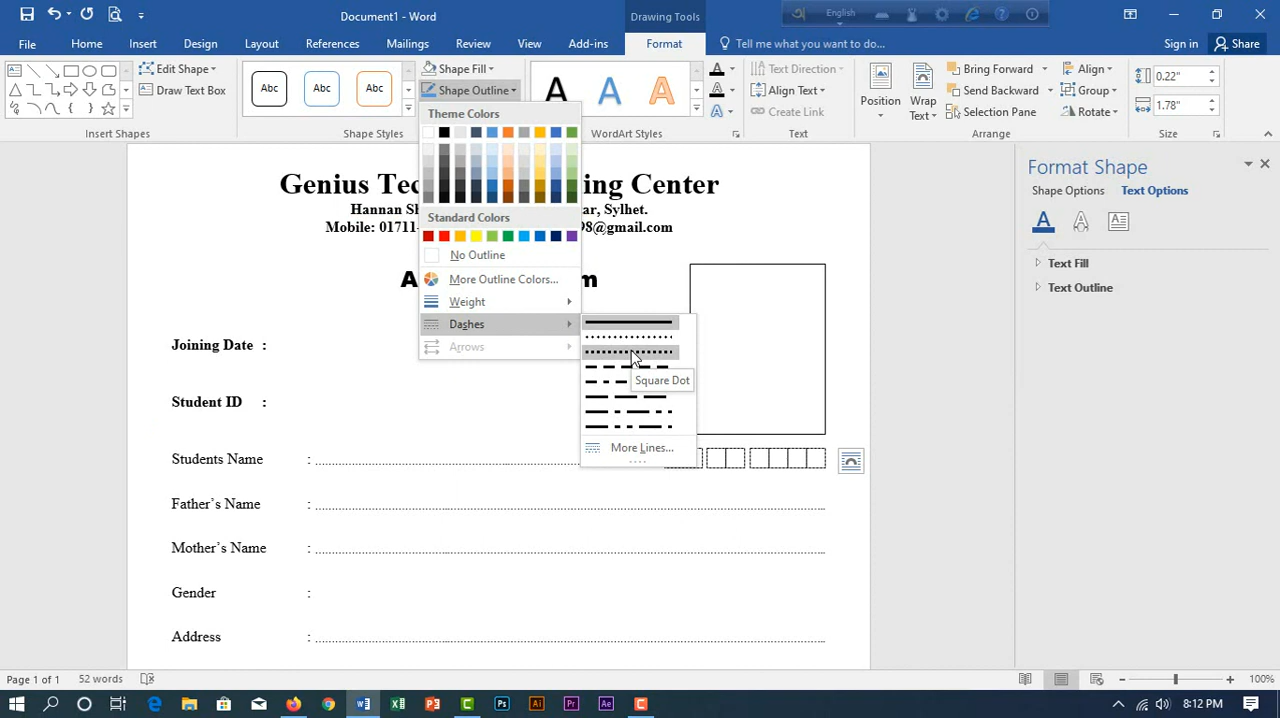 Document1 - Word
Drawing Tools
English
File
Home
Insert
Design
Layout
References
Mailings
Review
View
Add-ins
Format
Tell me what you want to do...
Sign in
Share
Edit Shape
Draw Text Box
Insert Shapes
Abc
Abc
Abc
Shape Styles
Shape Fill
Shape Outline
A
A
A
WordArt Styles
Text Direction
Align Text
Create Link
Text
Position
Wrap
Text
Bring Forward
Send Backward
Selection Pane
Align
Group
Rotate
Arrange
0.22"
1.78"
Size
Theme Colors
Standard Colors
No Outline
More Outline Colors...
Weight
Dashes
Arrows
Square Dot
More Lines...
Format Shape
Shape Options
Text Options
Text Fill
Text Outline
Genius Tec
ing Center
Hannan Sh
ar, Sylhet.
Mobile: 01711-
98@gmail.com
A
m
Joining Date :
Student ID :
Students Name :
Father's Name :
Mother's Name :
Gender :
Address :
Page 1 of 1
52 words
100%
8:12 PM